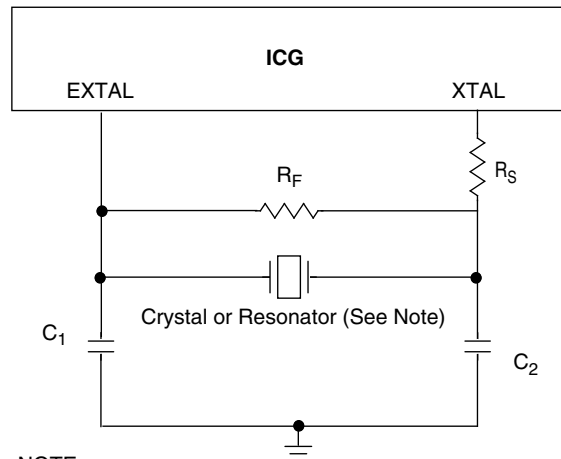 ICG
EXTAL XTAL
R_F
R_S
Crystal or Resonator (See Note)
C_1
C_2